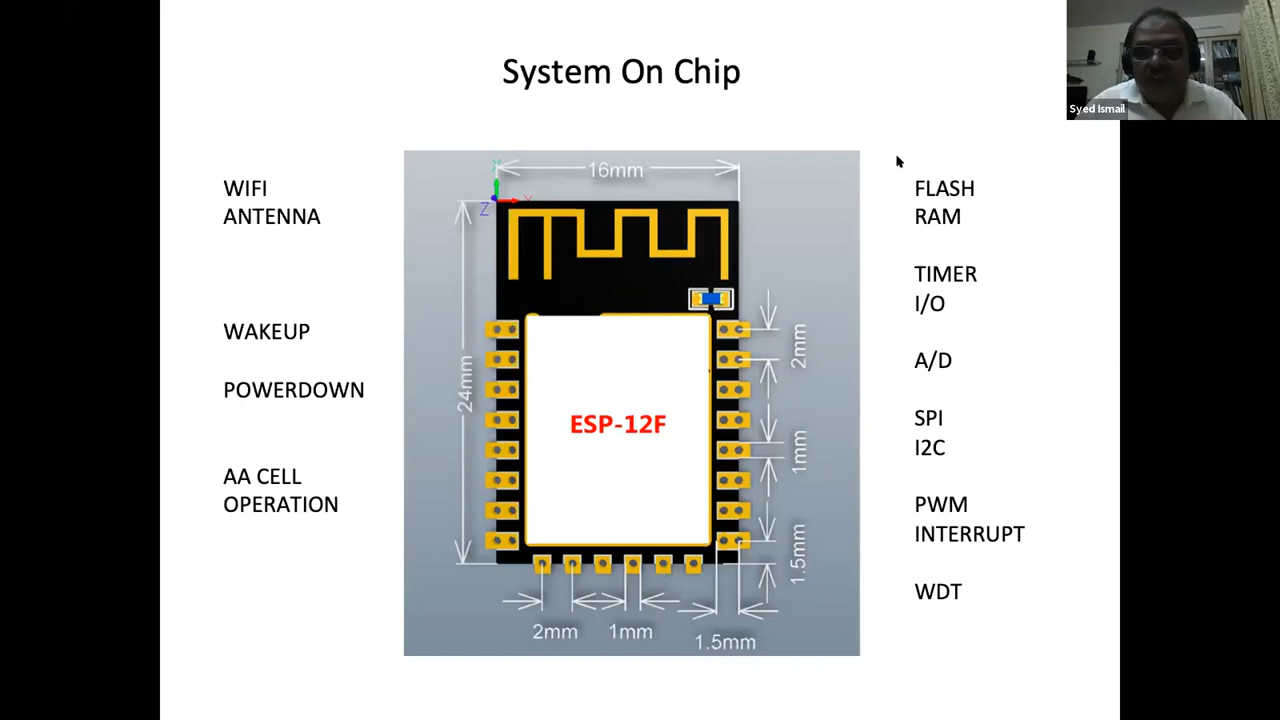 System On Chip
Syed Ismail
WIFI
ANTENNA
WAKEUP
POWERDOWN
AA CELL
OPERATION
Y
Z
X
16mm
24mm
ESP-12F
2mm
1mm
1.5mm
2mm
1mm
1.5mm
FLASH
RAM
TIMER
I/O
A/D
SPI
I2C
PWM
INTERRUPT
WDT